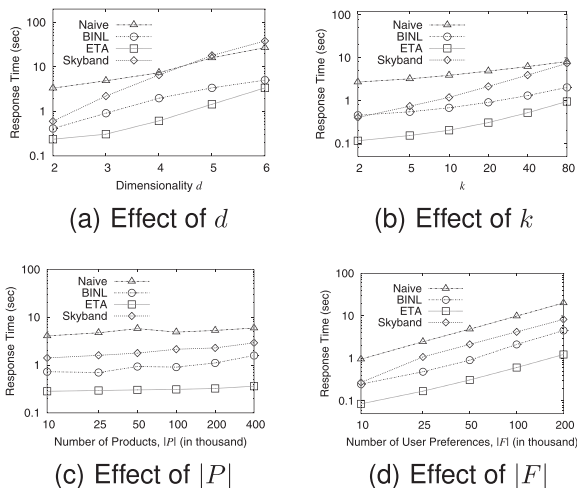 Response Time (sec)
100
10
1
0.1
Naive
BINL
ETA
Skyband
2 3 4 5 6
Dimensionality d
(a) Effect of d
Response Time (sec)
100
10
1
0.1
Naive
BINL
ETA
Skyband
2 5 10 20 40 80
k
(b) Effect of k
Response Time (sec)
100
10
1
0.1
Naive
BINL
ETA
Skyband
10 25 50 100 200 400
Number of Products, |P| (in thousand)
(c) Effect of |P|
Response Time (sec)
100
10
1
0.1
Naive
BINL
ETA
Skyband
10 25 50 100 200
Number of User Preferences, |F| (in thousand)
(d) Effect of |F|